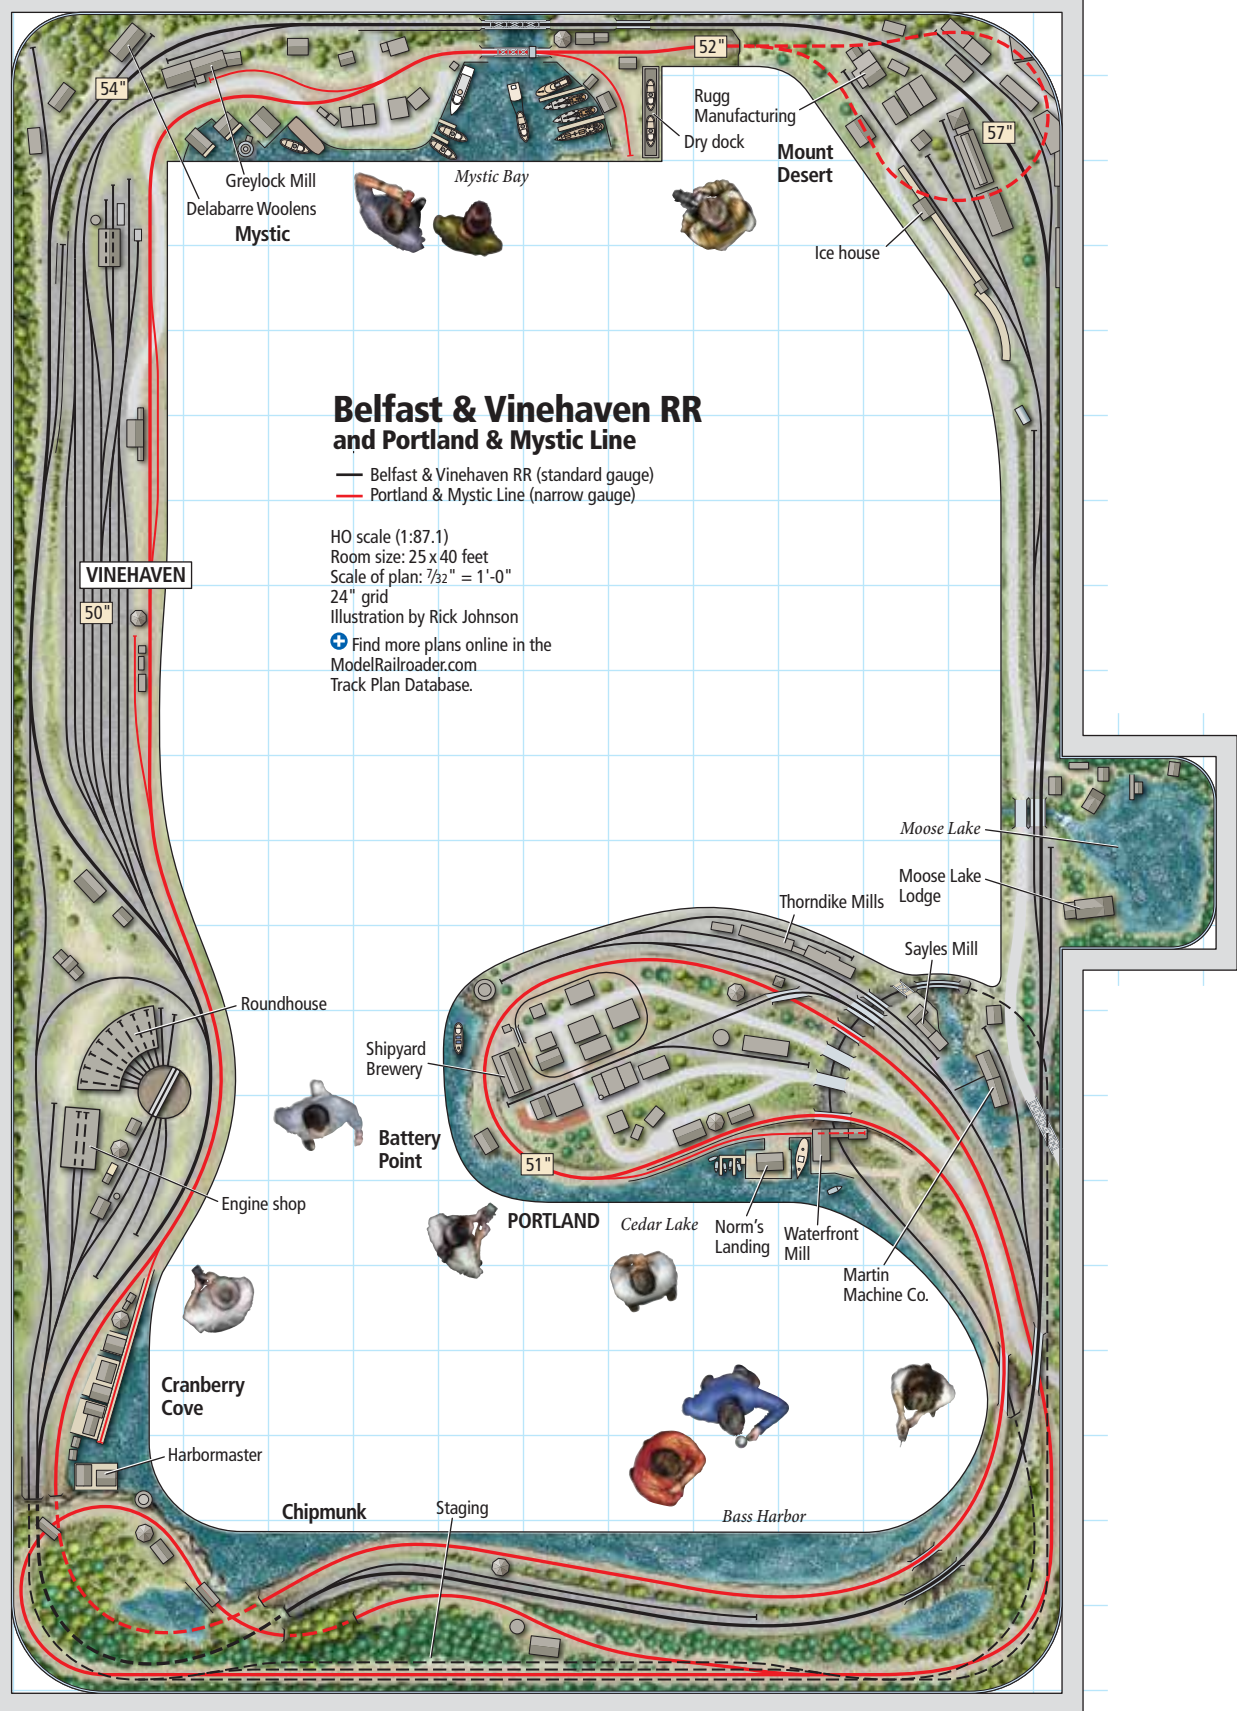 52"
54"
Rugg
Manufacturing
57"
Dry dock
Mount
Desert
Greylock Mill
Mystic Bay
Delabarre Woolens
Mystic
Ice house
Belfast & Vinehaven RR
and Portland & Mystic Line
Belfast & Vinehaven RR (standard gauge)
Portland & Mystic Line (narrow gauge)
HO scale (1:87.1)
Room size: 25 x 40 feet
Scale of plan: 7/32" = 1'-0"
24" grid
Illustration by Rick Johnson
Find more plans online in the
ModelRailroader.com
Track Plan Database.
VINEHAVEN
50"
Moose Lake
Moose Lake
Lodge
Thorndike Mills
Sayles Mill
Roundhouse
Shipyard
Brewery
Battery
Point
51"
Engine shop
PORTLAND
Cedar Lake
Norm's
Landing
Waterfront
Mill
Martin
Machine Co.
Cranberry
Cove
Harbormaster
Chipmunk
Staging
Bass Harbor